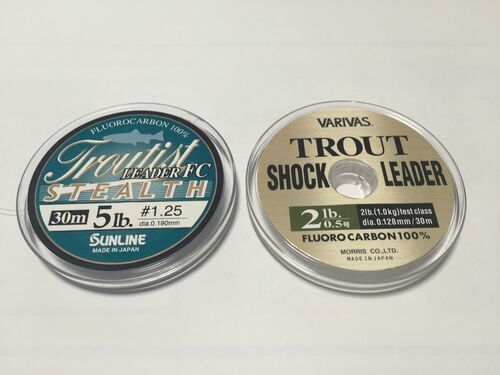 FLUOROCARBON 100%
Troutist
LEADER FC
STEALTH
30m 5lb. #1.25
dia.0.190mm
SUNLINE
MADE IN JAPAN
VARIVAS®
TROUT
SHOCK LEADER
2lb. 2lb.(1.0kg)test class
0.5号 dia.0.128mm / 30m
FLUORO CARBON 100%
MORRIS CO.,LTD.
MADE IN JAPAN